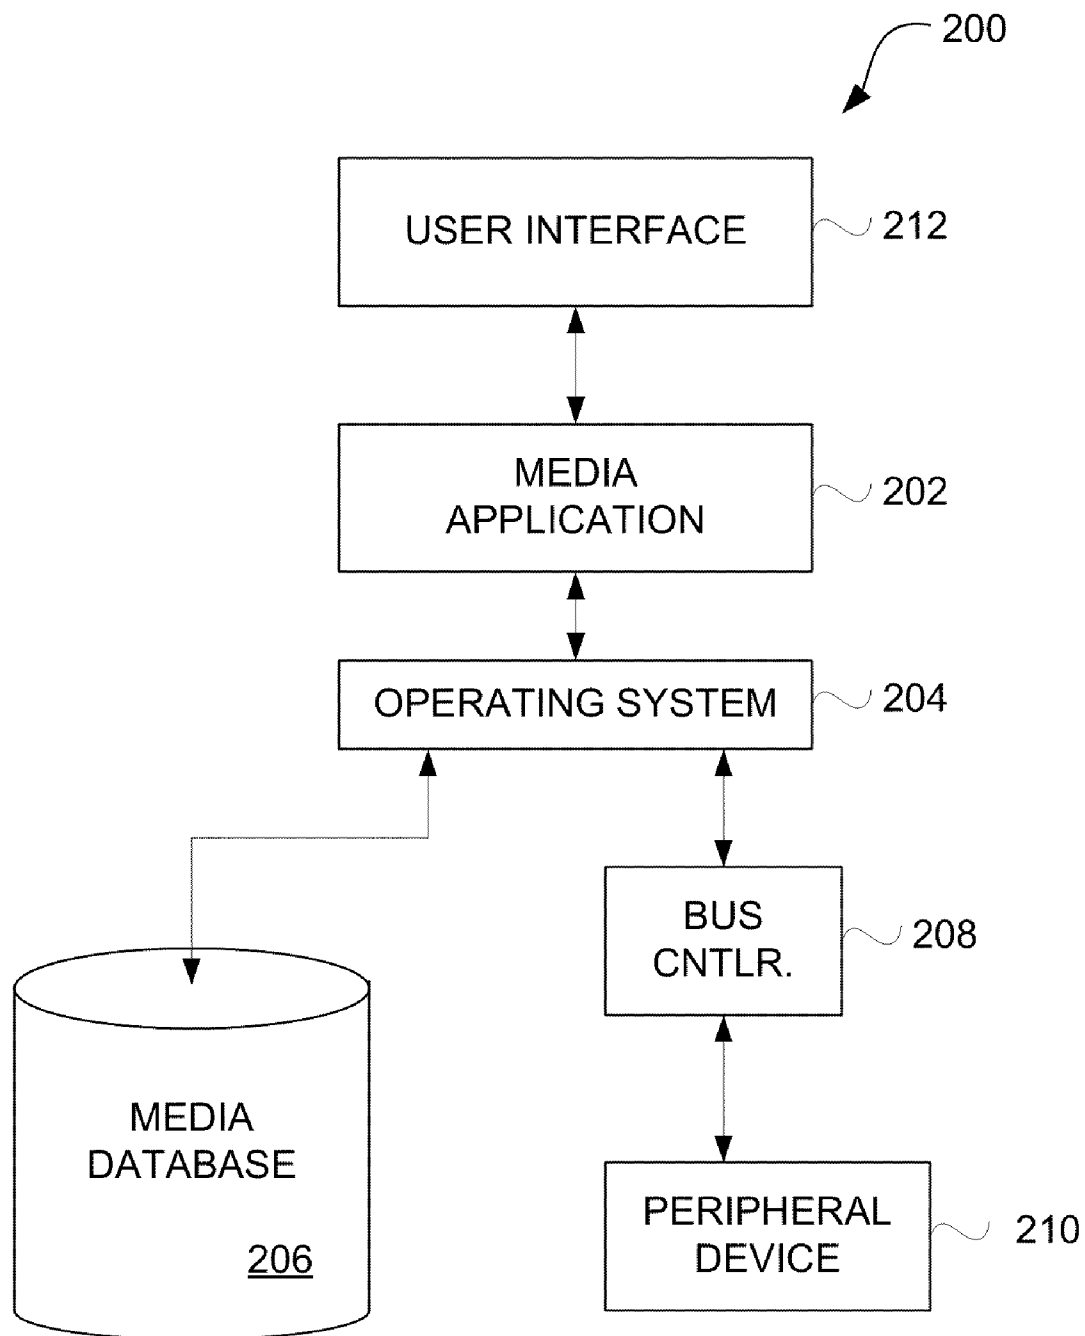 200
USER INTERFACE
212
MEDIA
APPLICATION
202
OPERATING SYSTEM
204
BUS
CNTLR.
208
MEDIA
DATABASE
206
PERIPHERAL
DEVICE
210